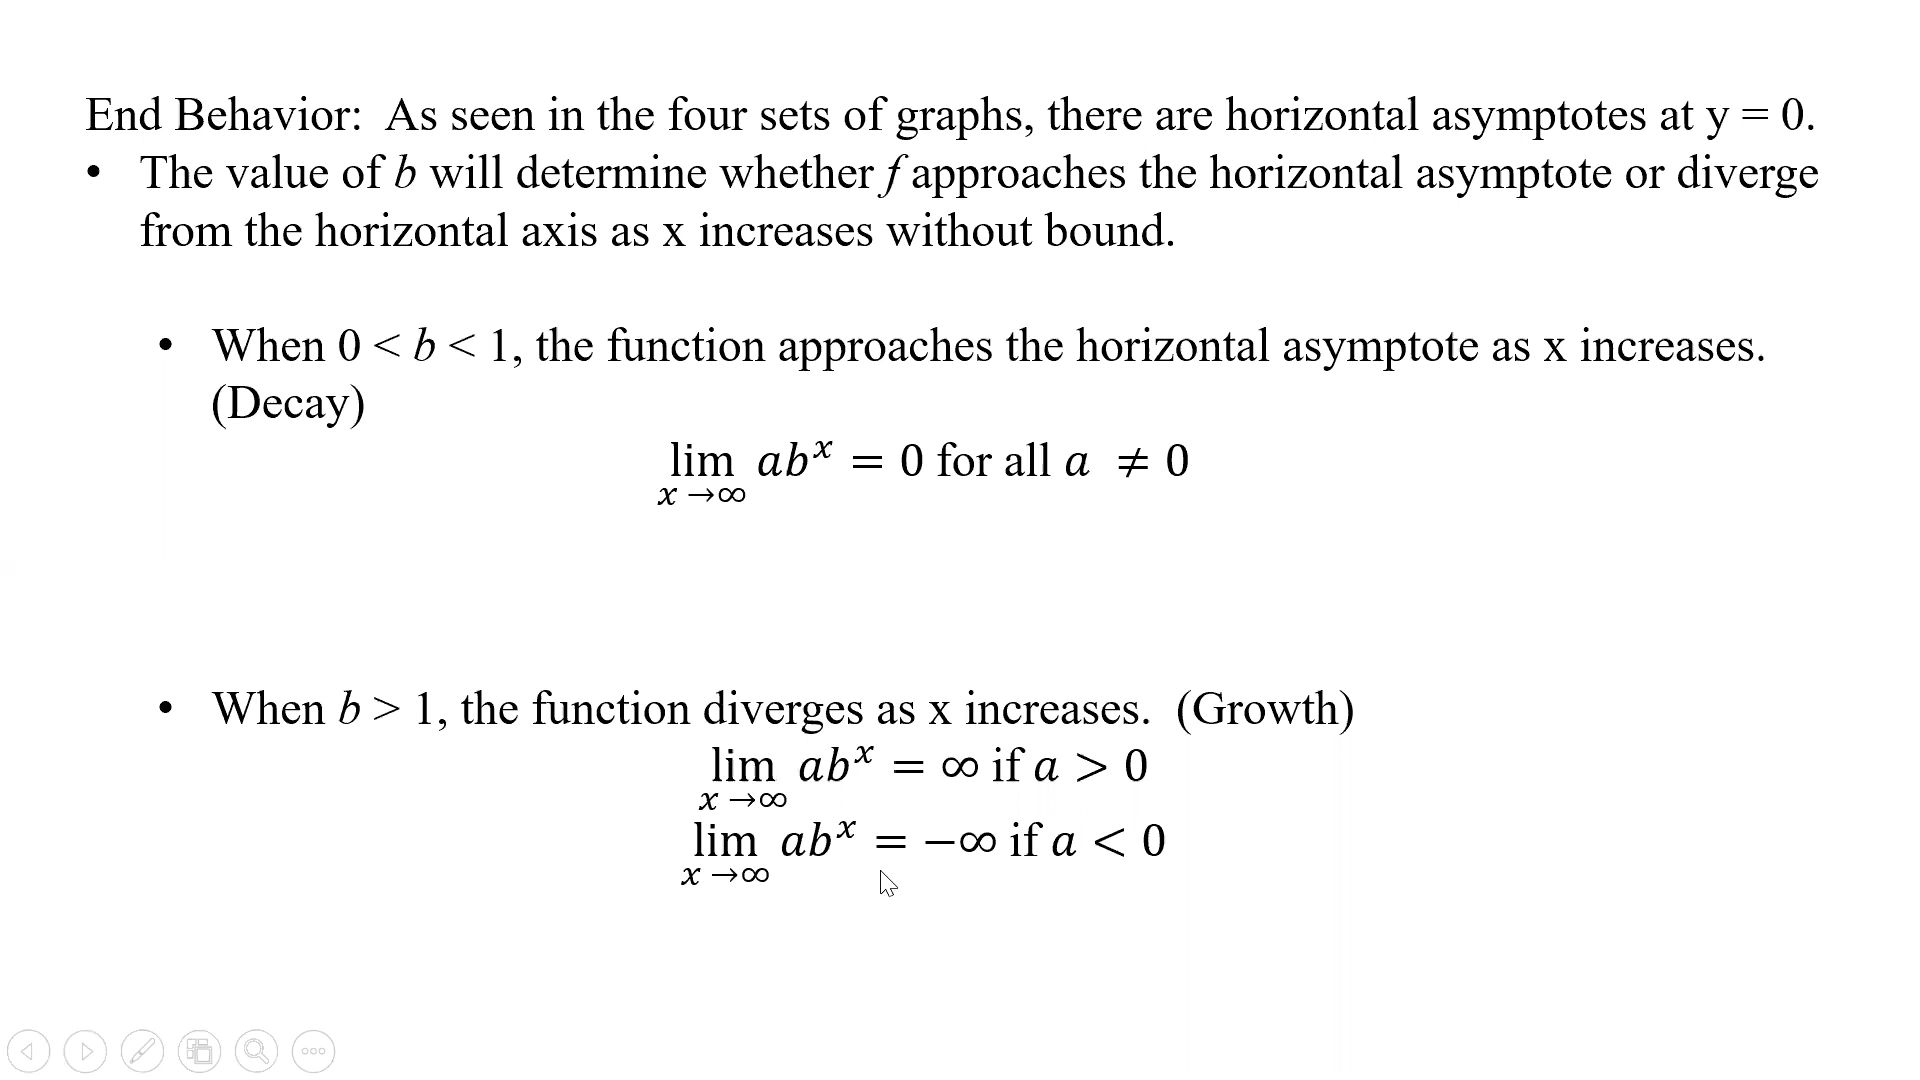 End Behavior: As seen in the four sets of graphs, there are horizontal asymptotes at y = 0.
• The value of b will determine whether f approaches the horizontal asymptote or diverge
from the horizontal axis as x increases without bound.
• When 0 < b < 1, the function approaches the horizontal asymptote as x increases.
(Decay)
lim abˣ = 0 for all a ≠ 0
x →∞
• When b > 1, the function diverges as x increases. (Growth)
lim abˣ = ∞ if a > 0
x →∞
lim abˣ = −∞ if a < 0
x →∞